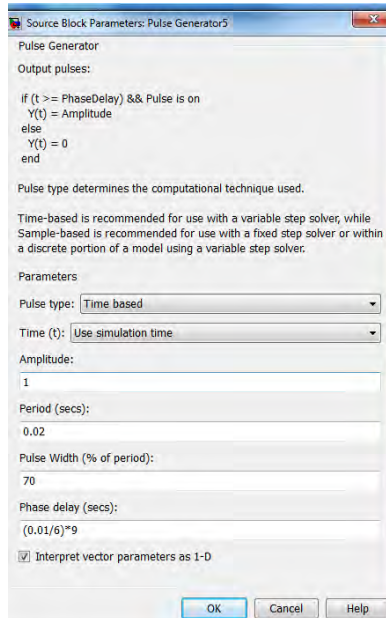 Source Block Parameters: Pulse Generator5
Pulse Generator
Output pulses:
if (t >= PhaseDelay) && Pulse is on
Y(t) = Amplitude
else
Y(t) = 0
end
Pulse type determines the computational technique used.
Time-based is recommended for use with a variable step solver, while
Sample-based is recommended for use with a fixed step solver or within
a discrete portion of a model using a variable step solver.
Parameters
Pulse type: Time based
Time (t): Use simulation time
Amplitude:
1
Period (secs):
0.02
Pulse Width (% of period):
70
Phase delay (secs):
(0.01/6)*9
Interpret vector parameters as 1-D
OK Cancel Help